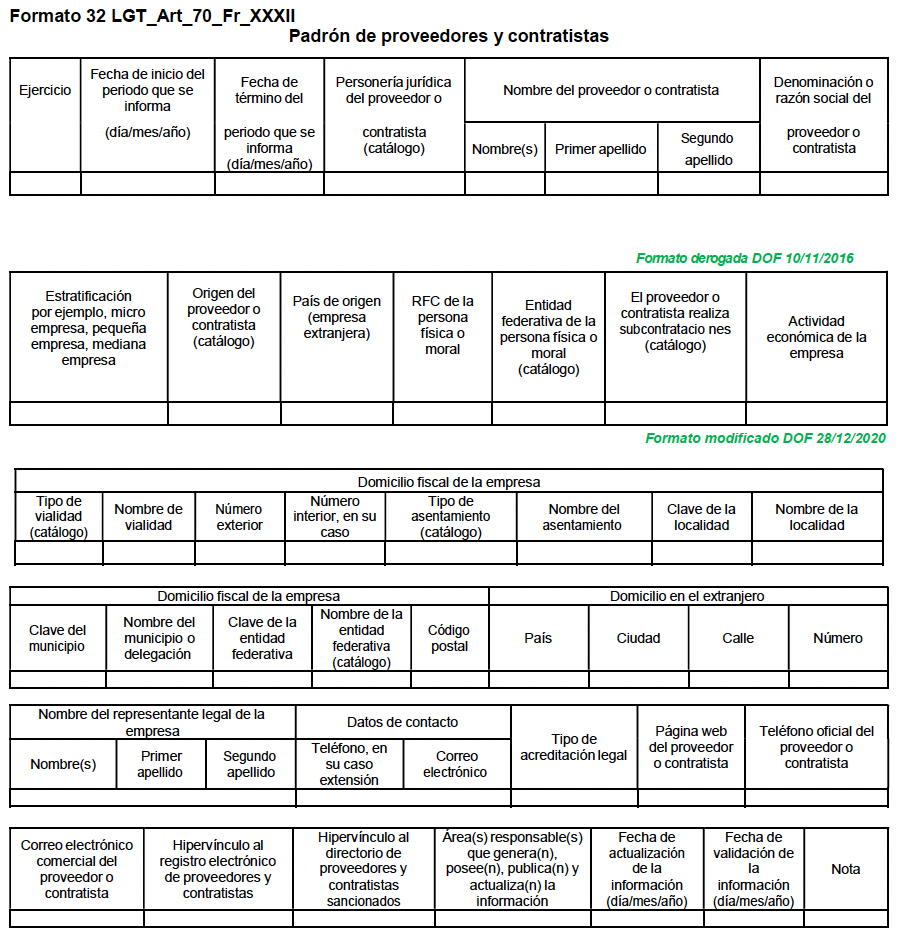 Formato 32 LGT_Art_70_Fr_XXXII
Padrón de proveedores y contratistas
Ejercicio
Fecha de inicio del
periodo que se
informa
(día/mes/año)
Fecha de
término del
periodo que se
informa
(día/mes/año)
Personería jurídica
del proveedor o
contratista
(catálogo)
Nombre del proveedor o contratista
Nombre(s)
Primer apellido
Segundo
apellido
Denominación o
razón social del
proveedor o
contratista
Formato derogada DOF 10/11/2016
Estratificación
por ejemplo, micro
empresa, pequeña
empresa, mediana
empresa
Origen del
proveedor o
contratista
(catálogo)
País de origen
(empresa
extranjera)
RFC de la
persona
física o
moral
Entidad
federativa de la
persona física o
moral
(catálogo)
El proveedor o
contratista realiza
subcontratacio nes
(catálogo)
Actividad
económica de la
empresa
Formato modificado DOF 28/12/2020
Domicilio fiscal de la empresa
Tipo de
vialidad
(catálogo)
Nombre de
vialidad
Número
exterior
Número
interior, en su
caso
Tipo de
asentamiento
(catálogo)
Nombre del
asentamiento
Clave de la
localidad
Nombre de la
localidad
Domicilio fiscal de la empresa
Domicilio en el extranjero
Clave del
municipio
Nombre del
municipio o
delegación
Clave de la
entidad
federativa
Nombre de la
entidad
federativa
(catálogo)
Código
postal
País
Ciudad
Calle
Número
Nombre del representante legal de la
empresa
Datos de contacto
Nombre(s)
Primer
apellido
Segundo
apellido
Teléfono, en
su caso
extensión
Correo
electrónico
Tipo de
acreditación legal
Página web
del proveedor
o contratista
Teléfono oficial del
proveedor o
contratista
Correo electrónico
comercial del
proveedor o
contratista
Hipervínculo al
registro electrónico
de proveedores y
contratistas
Hipervínculo al
directorio de
proveedores y
contratistas
sancionados
Área(s) responsable(s)
que genera(n),
posee(n), publica(n) y
actualiza(n) la
información
Fecha de
actualización
de la
información
(día/mes/año)
Fecha de
validación de
la
información
(día/mes/año)
Nota